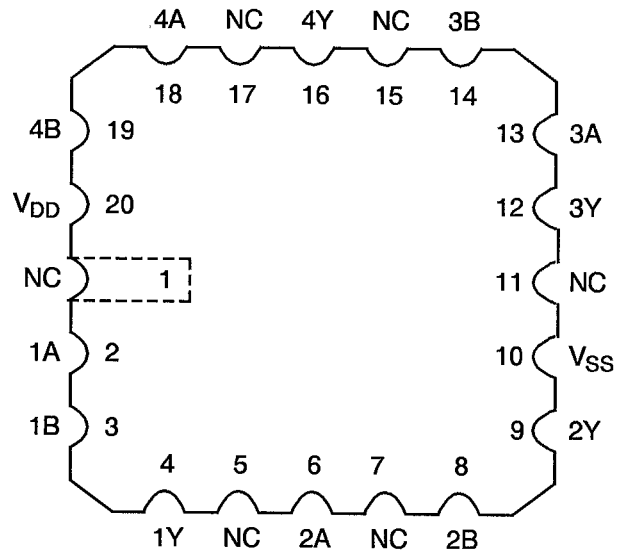 4A NC 4Y NC 3B
18 17 16 15 14
4B 19 13 3A
VDD 20 12 3Y
NC 1 11 NC
1A 2 10 VSS
1B 3 9 2Y
4 5 6 7 8
1Y NC 2A NC 2B